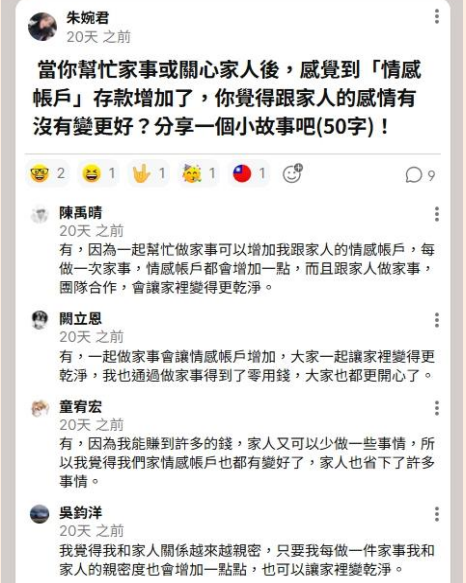 朱婉君
20天 之前
當你幫忙家事或關心家人後，感覺到「情感
帳戶」存款增加了，你覺得跟家人的感情有
沒有變更好？分享一個小故事吧(50字)！
2 1 1 1 1 9
陳禹晴
20天 之前
有，因為一起幫忙做家事可以增加我跟家人的情感帳戶，每
做一次家事，情感帳戶都會增加一點，而且跟家人做家事，
團隊合作，會讓家裡變得更乾淨。
闕立恩
20天 之前
有，一起做家事會讓情感帳戶增加，大家一起讓家裡變得更
乾淨，我也通過做家事得到了零用錢，大家也都更開心了。
童宥宏
20天 之前
有，因為我能賺到許多的錢，家人又可以少做一些事情，所
以我覺得我們家情感帳戶也都有變好了，家人也省下了許多
事情。
吳鈞洋
20天 之前
我覺得我和家人關係越來越親密，只要我每做一件家事我和
家人的親密度也會增加一點點，也可以讓家裡變乾淨。